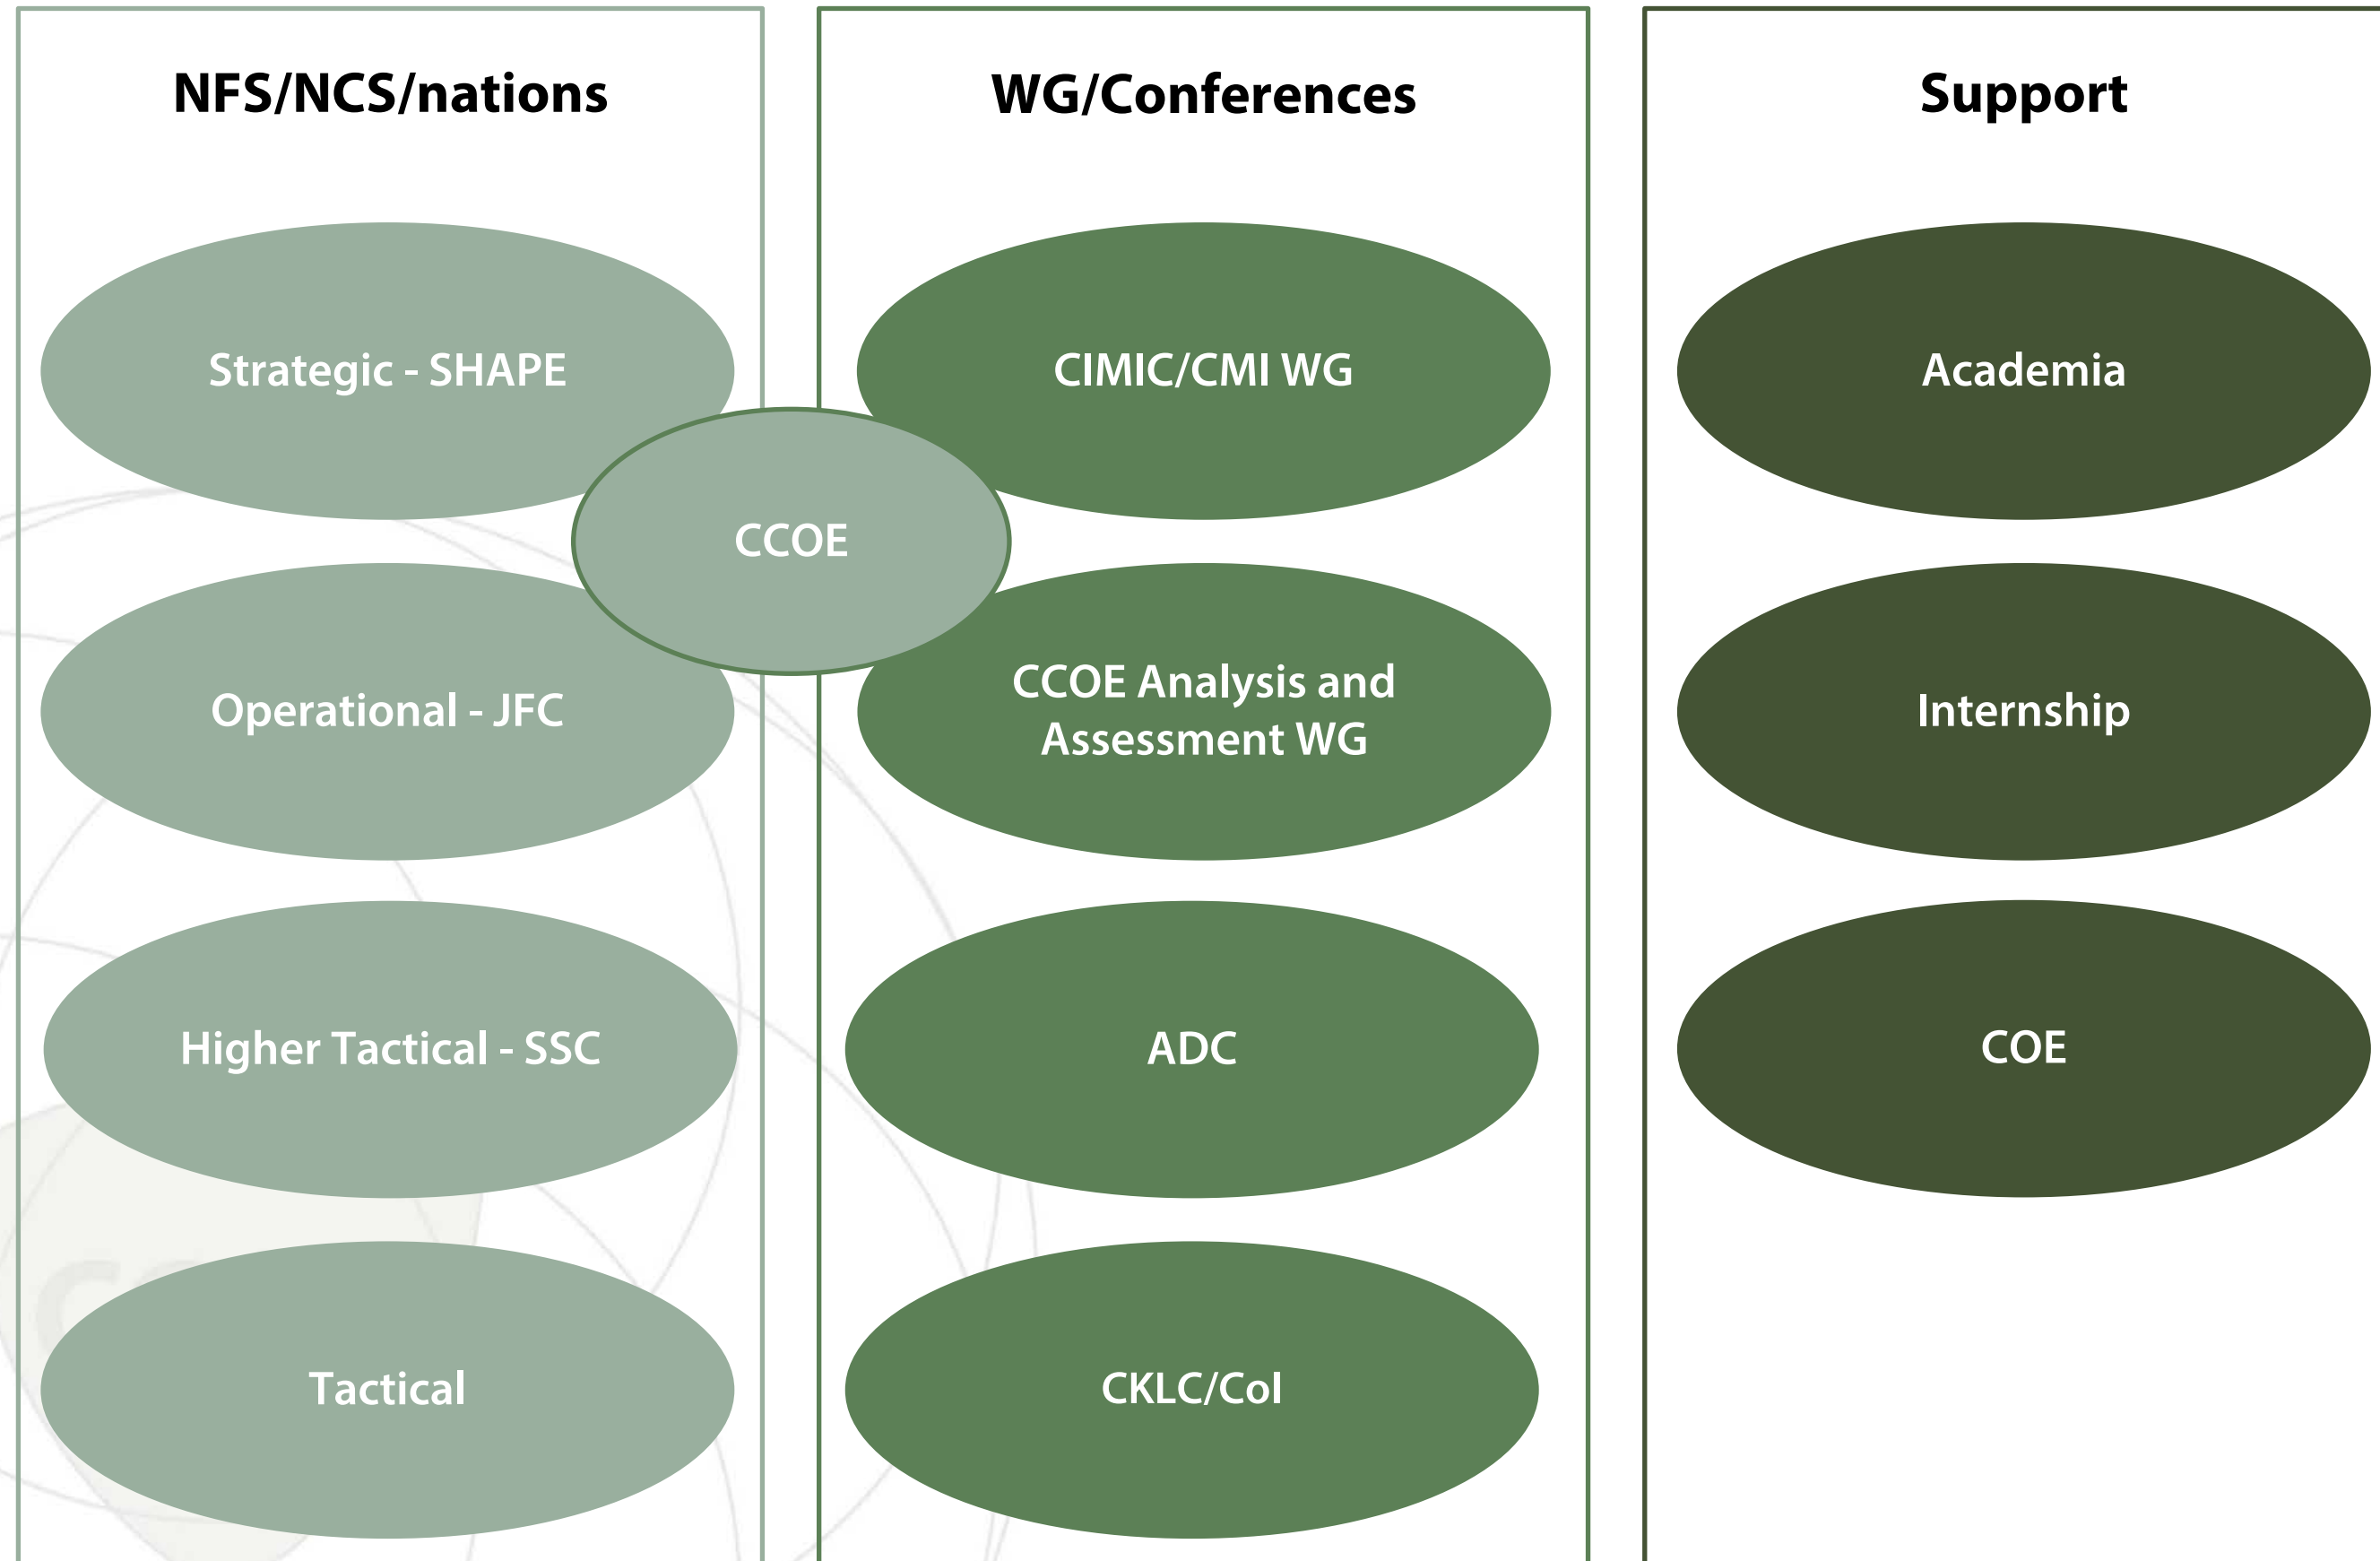 NFS/NCS/nations
Strategic - SHAPE
Operational - JFC
Higher Tactical - SSC
Tactical
CCOE
WG/Conferences
CIMIC/CMI WG
CCOE Analysis and
Assessment WG
ADC
CKLC/Col
Support
Academia
Internship
COE